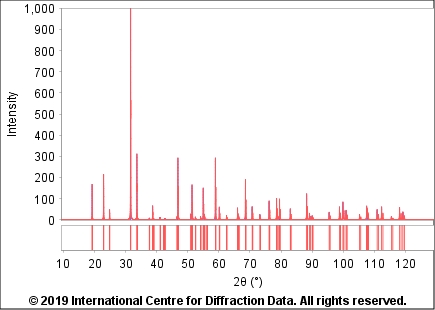 1,000
900
800
700
600
500
400
300
200
100
0
Intensity
10 20 30 40 50 60 70 80 90 100 110 120
2θ (°)
© 2019 International Centre for Diffraction Data. All rights reserved.